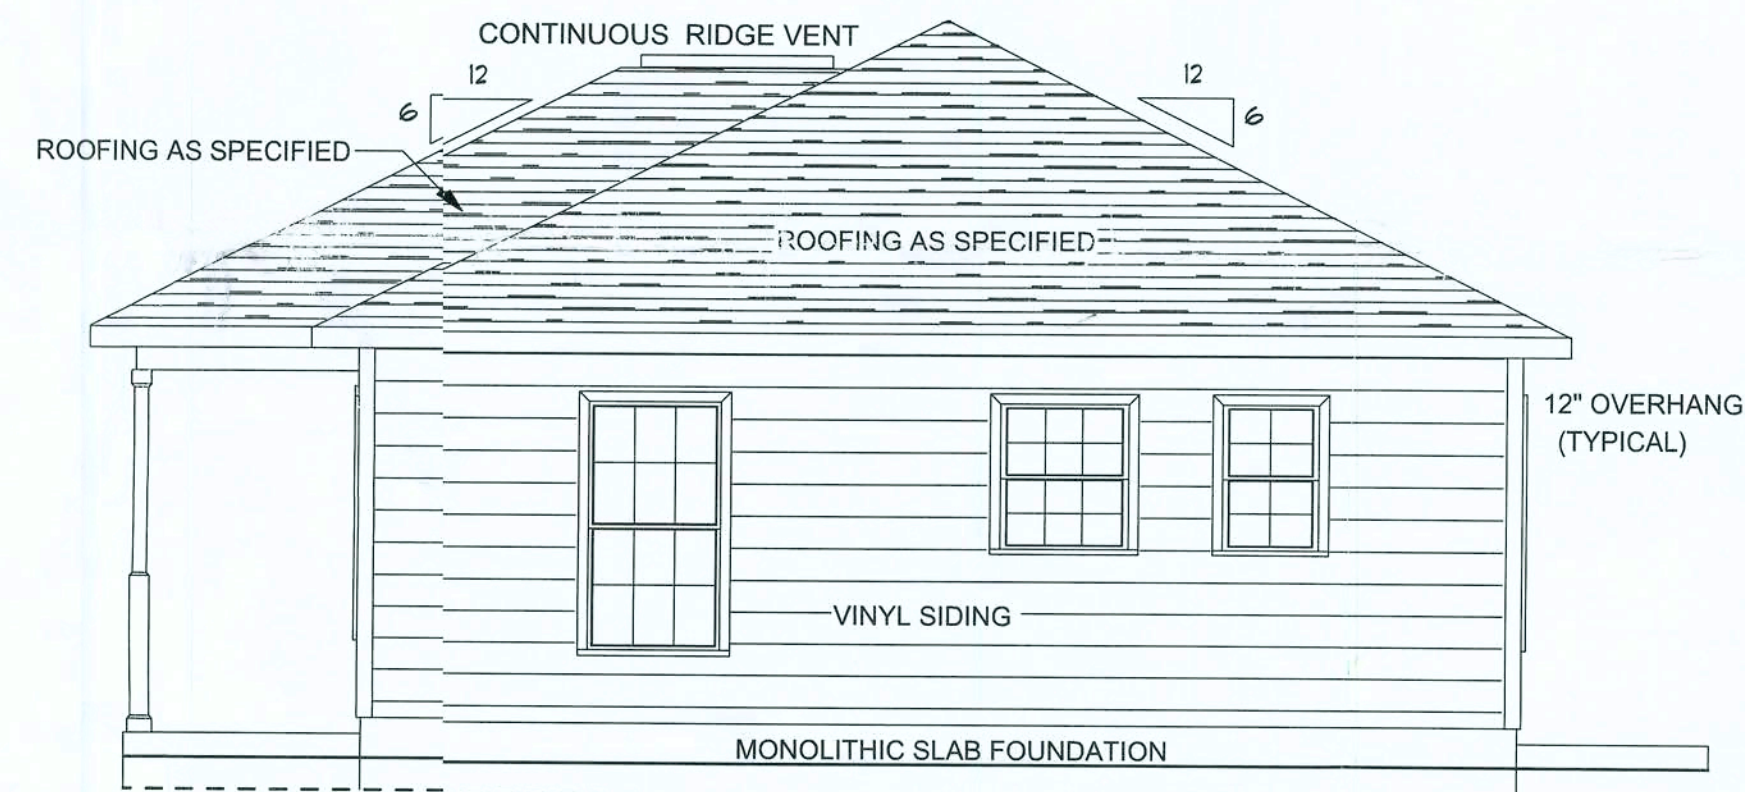 CONTINUOUS RIDGE VENT
12
6
12
6
ROOFING AS SPECIFIED
ROOFING AS SPECIFIED
12" OVERHANG
(TYPICAL)
VINYL SIDING
MONOLITHIC SLAB FOUNDATION